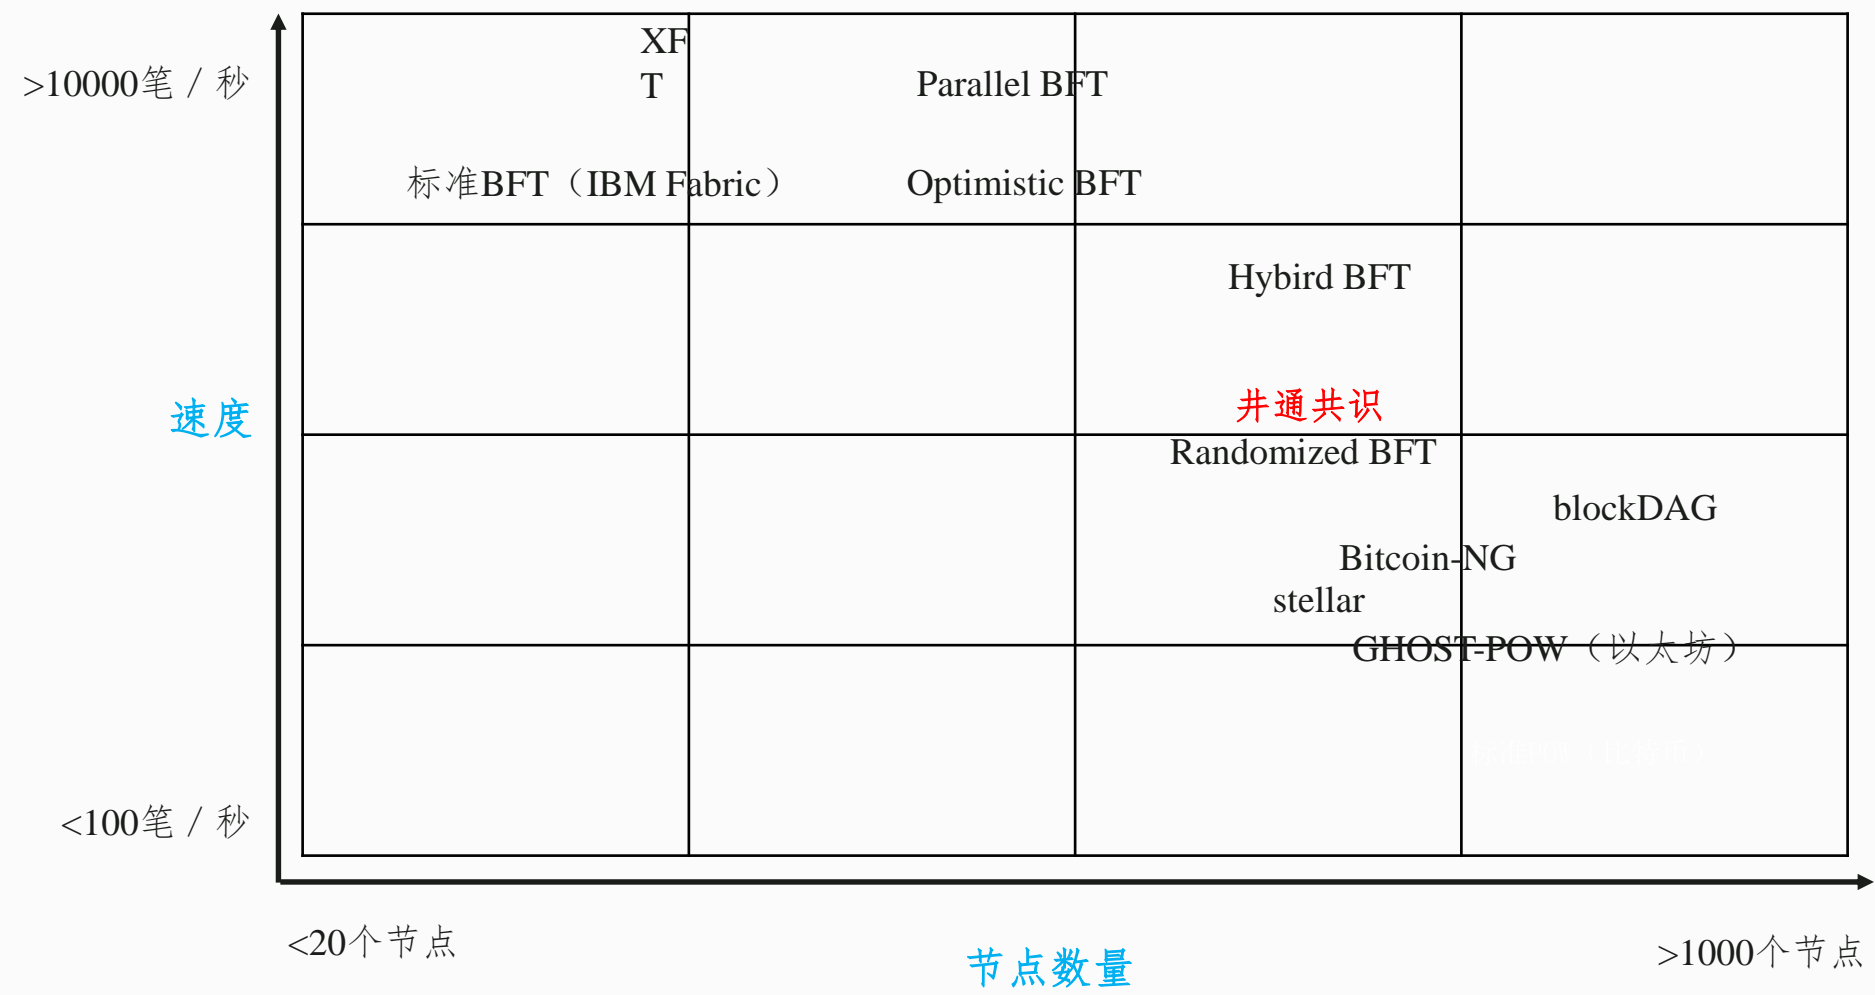 XF
T
>10000笔／秒
Parallel BFT
标准BFT（IBM Fabric）
Optimistic BFT
Hybird BFT
井通共识
速度
Randomized BFT
blockDAG
Bitcoin-NG
stellar
GHOST-POW（以太坊）
<100笔／秒
<20个节点
节点数量
>1000个节点